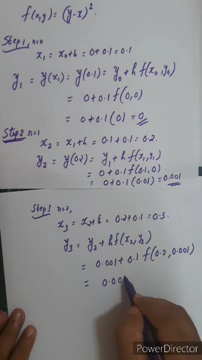 f(x,y) = (y-x)².
Step 1, n=0
x₁ = x₀+h = 0+0.1 = 0.1
y₁ = y(x₁) = y(0.1) = y₀+h f(x₀,y₀)
= 0+0.1 f(0,0)
= 0+0.1(0) = 0
Step 2 n=1
x₂ = x₁+h = 0.1+0.1 = 0.2.
y₂ = y(0.2) = y₁+h f(x₁,y₁)
= 0+0.1 f(0.1,0)
= 0+0.1(0.01) = 0.001
Step 3 n=2,
x₃ = x₂+h = 0.2+0.1 = 0.3.
y₃ = y₂+h f(x₂,y₂)
= 0.001+0.1 f(0.2,0.001)
= 0.00